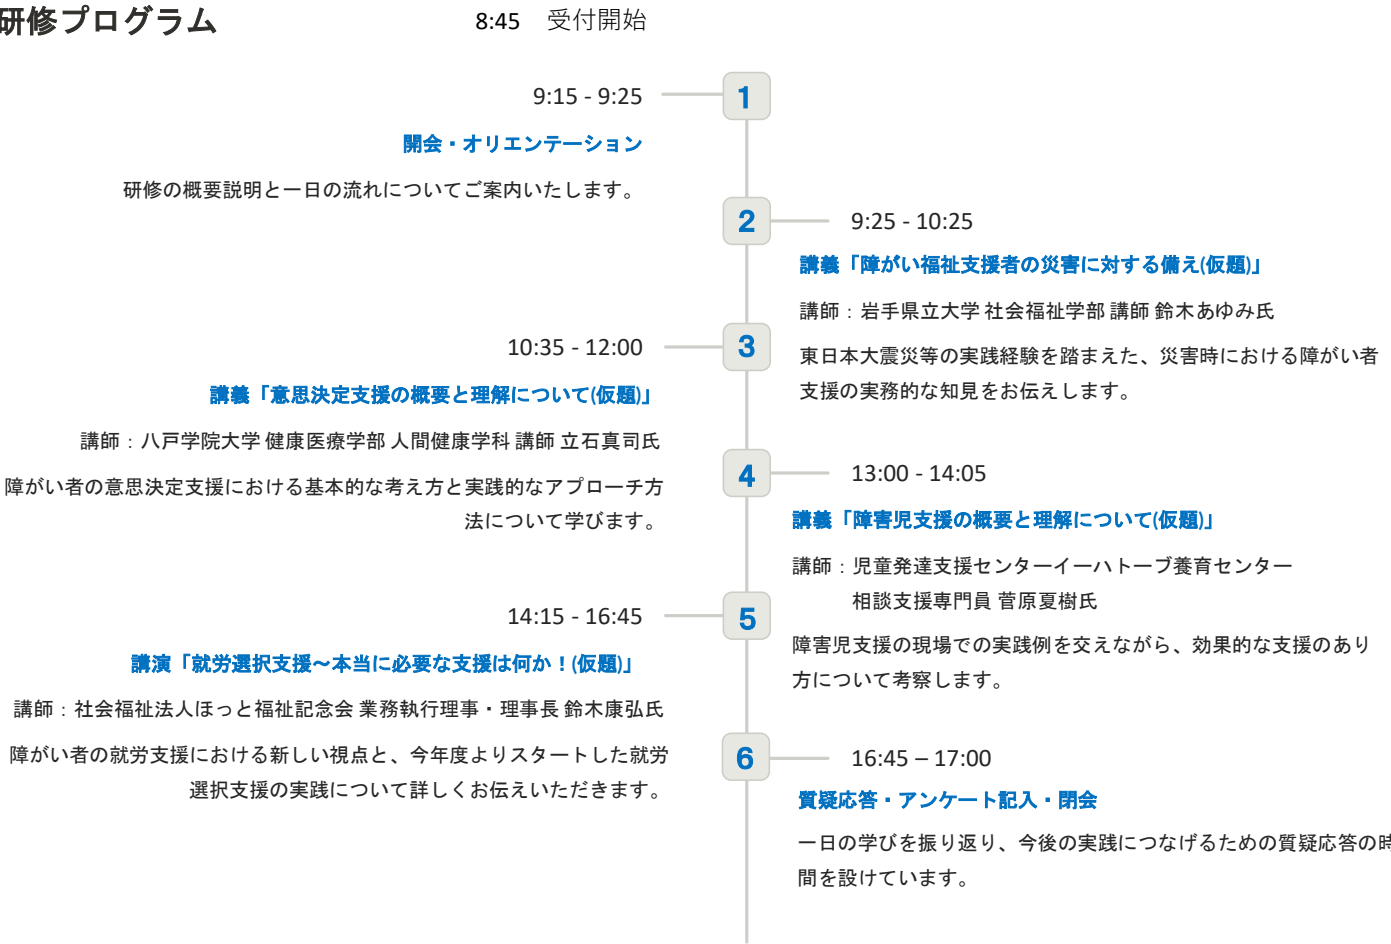 研修プログラム
8:45 受付開始
1
9:15 - 9:25
開会・オリエンテーション
研修の概要説明と一日の流れについてご案内いたします。
2
9:25 - 10:25
講義「障がい福祉支援者の災害に対する備え(仮題)」
講師：岩手県立大学 社会福祉学部 講師 鈴木あゆみ氏
東日本大震災等の実践経験を踏まえた、災害時における障がい者
支援の実務的な知見をお伝えします。
3
10:35 - 12:00
講義「意思決定支援の概要と理解について(仮題)」
講師：八戸学院大学 健康医療学部 人間健康学科 講師 立石真司氏
障がい者の意思決定支援における基本的な考え方と実践的なアプローチ方
法について学びます。
4
13:00 - 14:05
講義「障害児支援の概要と理解について(仮題)」
講師：児童発達支援センターイーハトーブ養育センター
相談支援専門員 菅原夏樹氏
障害児支援の現場での実践例を交えながら、効果的な支援のあり
方について考察します。
5
14:15 - 16:45
講演「就労選択支援～本当に必要な支援は何か！(仮題)」
講師：社会福祉法人ほっと福祉記念会 業務執行理事・理事長 鈴木康弘氏
障がい者の就労支援における新しい視点と、今年度よりスタートした就労
選択支援の実践について詳しくお伝えいただきます。
6
16:45 – 17:00
質疑応答・アンケート記入・閉会
一日の学びを振り返り、今後の実践につなげるための質疑応答の時
間を設けています。